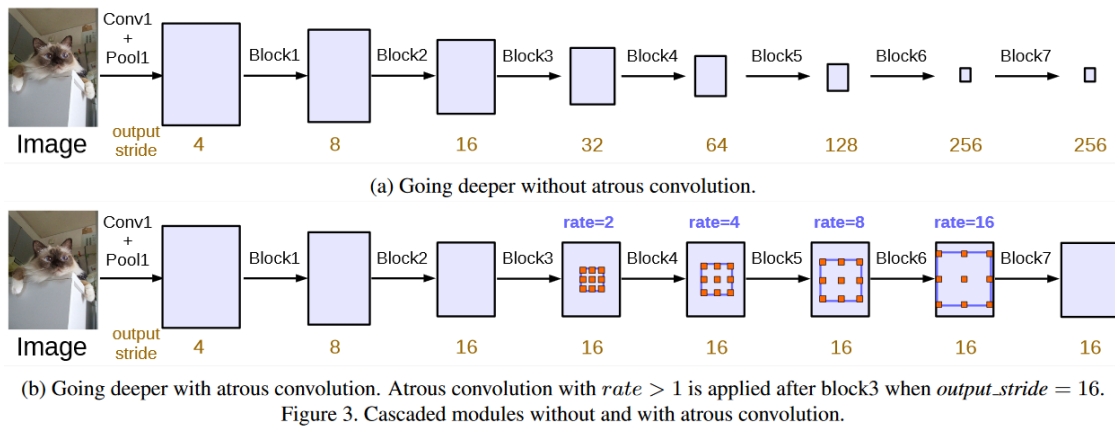 Conv1
+
Pool1
Block1 Block2 Block3 Block4 Block5 Block6 Block7
Image
output
stride
4 8 16 32 64 128 256 256
(a) Going deeper without atrous convolution.
rate=2 rate=4 rate=8 rate=16
Conv1
+
Pool1
Block1 Block2 Block3 Block4 Block5 Block6 Block7
Image
output
stride
4 8 16 16 16 16 16 16
(b) Going deeper with atrous convolution. Atrous convolution with rate > 1 is applied after block3 when output_stride = 16.
Figure 3. Cascaded modules without and with atrous convolution.